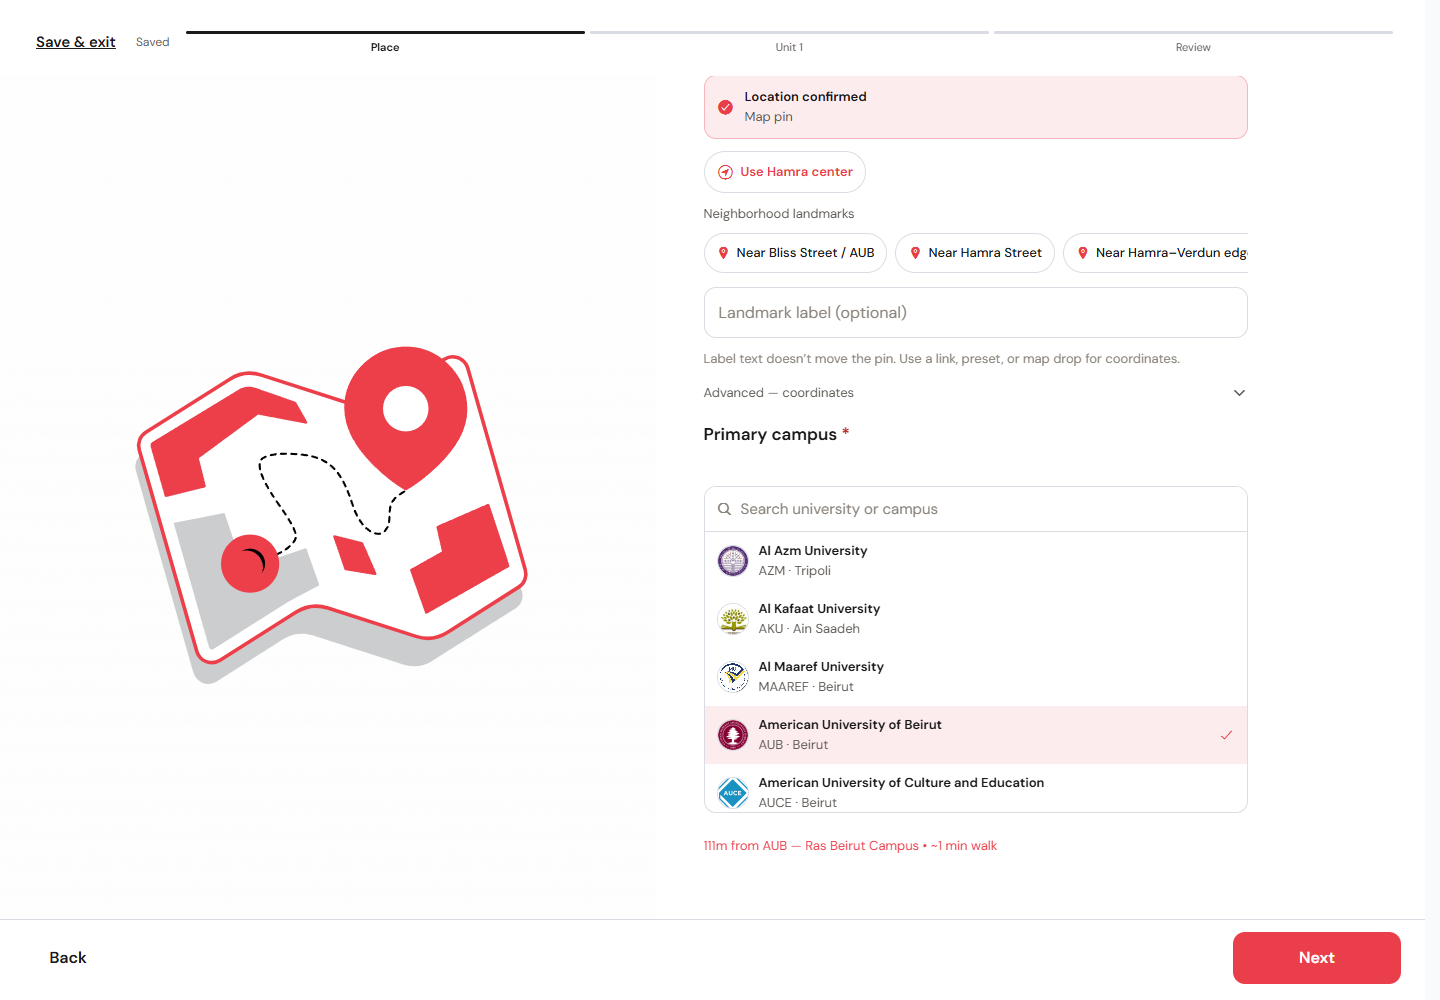 Save & exit
Saved
Place
Unit 1
Review
Location confirmed
Map pin
Use Hamra center
Neighborhood landmarks
Near Bliss Street / AUB
Near Hamra Street
Near Hamra–Verdun edge
Landmark label (optional)
Label text doesn’t move the pin. Use a link, preset, or map drop for coordinates.
Advanced — coordinates
Primary campus *
Search university or campus
Al Azm University
AZM · Tripoli
Al Kafaat University
AKU · Ain Saadeh
Al Maaref University
MAAREF · Beirut
American University of Beirut
AUB · Beirut
AUCE
American University of Culture and Education
AUCE · Beirut
111m from AUB — Ras Beirut Campus • ~1 min walk
Back
Next